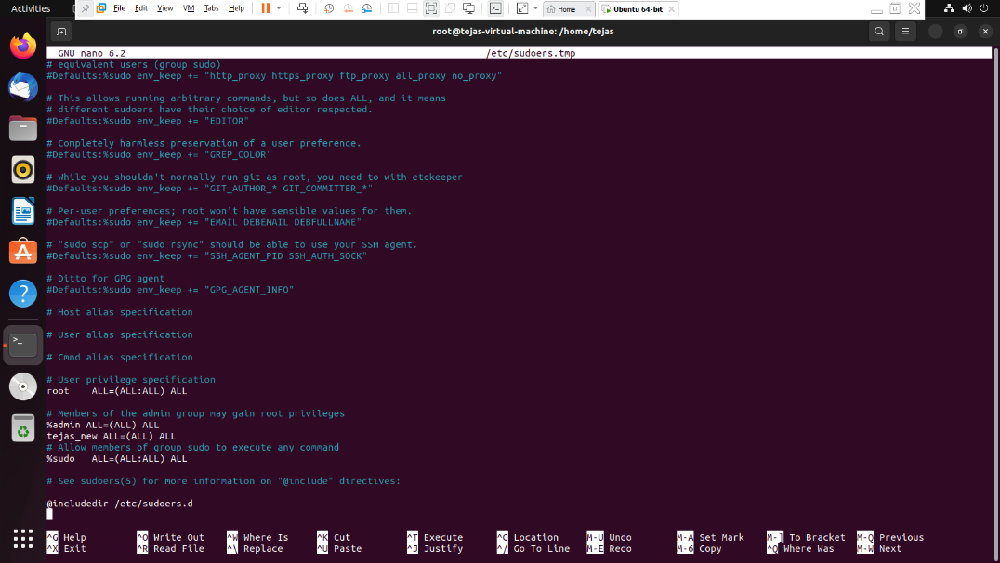 Activities File Edit View VM Tabs Help Home Ubuntu 64-bit
root@tejas-virtual-machine: /home/tejas
GNU nano 6.2 /etc/sudoers.tmp
# equivalent users (group sudo)
#Defaults:%sudo env_keep += "http_proxy https_proxy ftp_proxy all_proxy no_proxy"
# This allows running arbitrary commands, but so does ALL, and it means
# different sudoers have their choice of editor respected.
#Defaults:%sudo env_keep += "EDITOR"
# Completely harmless preservation of a user preference.
#Defaults:%sudo env_keep += "GREP_COLOR"
# While you shouldn't normally run git as root, you need to with etckeeper
#Defaults:%sudo env_keep += "GIT_AUTHOR_* GIT_COMMITTER_*"
# Per-user preferences; root won't have sensible values for them.
#Defaults:%sudo env_keep += "EMAIL DEBEMAIL DEBFULLNAME"
# "sudo scp" or "sudo rsync" should be able to use your SSH agent.
#Defaults:%sudo env_keep += "SSH_AGENT_PID SSH_AUTH_SOCK"
# Ditto for GPG agent
#Defaults:%sudo env_keep += "GPG_AGENT_INFO"
# Host alias specification
# User alias specification
# Cmnd alias specification
# User privilege specification
root    ALL=(ALL:ALL) ALL
# Members of the admin group may gain root privileges
%admin ALL=(ALL) ALL
tejas_new ALL=(ALL) ALL
# Allow members of group sudo to execute any command
%sudo   ALL=(ALL:ALL) ALL
# See sudoers(5) for more information on "@include" directives:
@includedir /etc/sudoers.d
^G Help ^O Write Out ^W Where Is ^K Cut ^T Execute ^C Location M-U Undo M-A Set Mark M-] To Bracket M-Q Previous
^X Exit ^R Read File ^\ Replace ^U Paste ^J Justify ^/ Go To Line M-E Redo M-6 Copy ^Q Where Was M-W Next